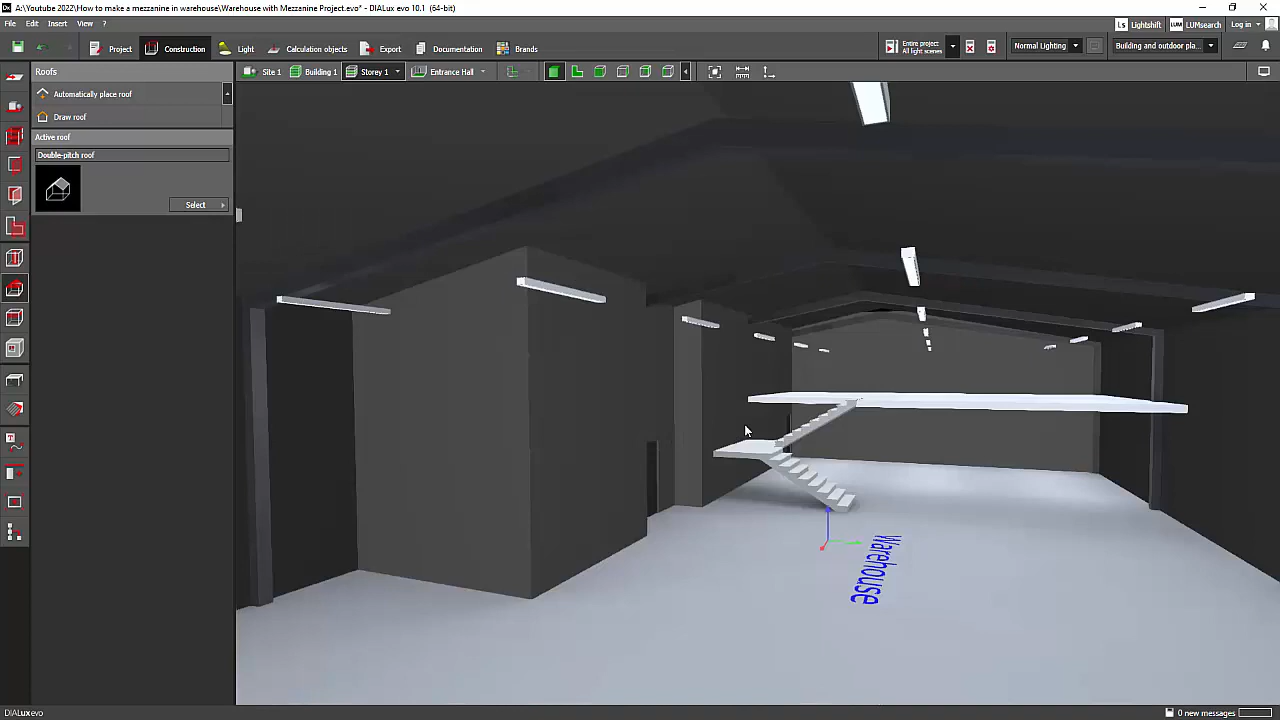 A:\Youtube 2022\How to make a mezzanine in warehouse\Warehouse with Mezzanine Project.evo* - DIALux evo 10.1 (64-bit)
File Edit Insert View ?
Lightshift LUMsearch Log in
Project Construction Light Calculation objects Export Documentation Brands
Entire project
All light scenes
Normal Lighting
Building and outdoor pla...
Roofs
Site 1 Building 1 Storey 1 Entrance Hall
Automatically place roof
Draw roof
Active roof
Double-pitch roof
Select
Warehouse
DIALux evo
0 new messages